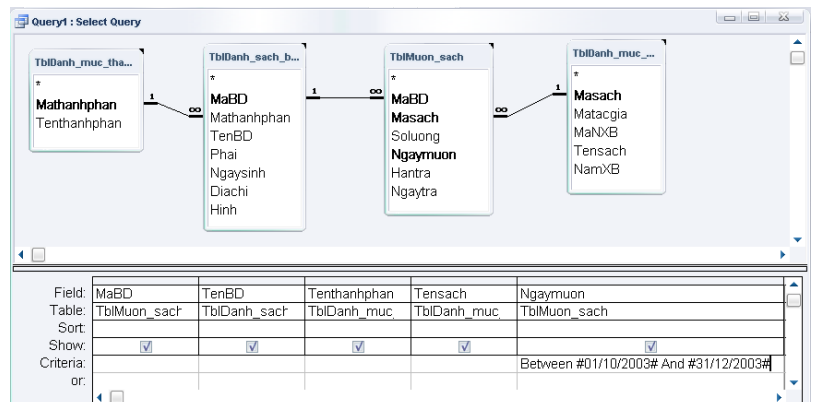 Query1 : Select Query
TblDanh_muc_tha...
*
Mathanhphan
Tenthanhphan
1
∞
TblDanh_sach_b...
*
MaBD
Mathanhphan
TenBD
Phai
Ngaysinh
Diachi
Hinh
1
∞
TblMuon_sach
*
MaBD
Masach
Soluong
Ngaymuon
Hantra
Ngaytra
∞
1
TblDanh_muc_...
*
Masach
Matacgia
MaNXB
Tensach
NamXB
Field: MaBD TenBD Tenthanhphan Tensach Ngaymuon
Table: TblMuon_sach TblDanh_sach TblDanh_muc_ TblDanh_muc_ TblMuon_sach
Sort:
Show:
Criteria: Between #01/10/2003# And #31/12/2003#
or: